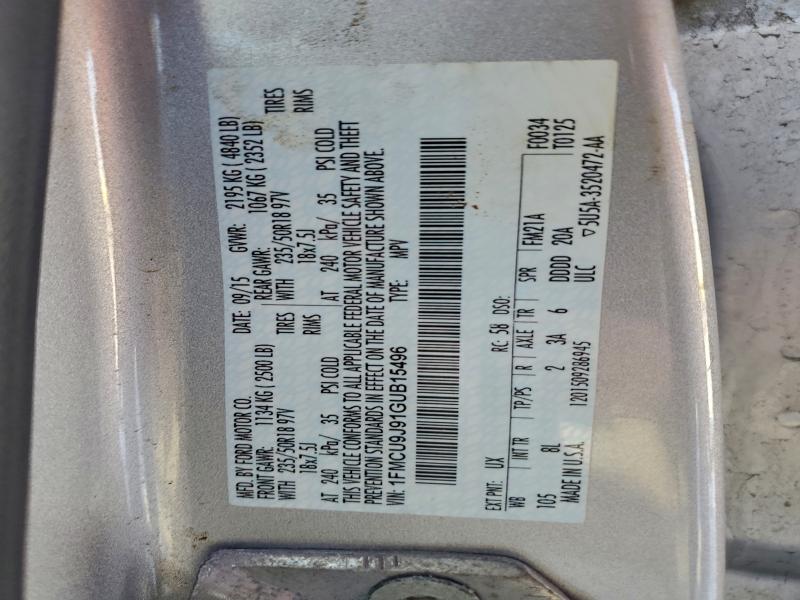 MFD. BY FORD MOTOR CO. DATE: 09/15 GVWR: 2195 KG ( 4840 LB)
FRONT GAWR: 1134KG ( 2500 LB) REAR GAWR: 1067 KG ( 2352 LB)
WITH 235/50R18 97V TIRES WITH 235/50R18 97V TIRES
18x7.5J RIMS 18x7.5J RIMS
AT 240 kPa/ 35 PSI COLD AT 240 kPa/ 35 PSI COLD
THIS VEHICLE CONFORMS TO ALL APPLICABLE FEDERAL MOTOR VEHICLE SAFETY AND THEFT
PREVENTION STANDARDS IN EFFECT ON THE DATE OF MANUFACTURE SHOWN ABOVE.
VIN: 1FMCU9J91GUB15496 TYPE: MPV
EXT PNT: UX RC: 58 DSO: F0034
WB INT TR TP/PS R AXLE TR SPR FM21A T0125
105 8L 2 3A 6 DDDD 20A
MADE IN U.S.A. 1201509286945 ULC ▽5U5A-3520472-AA